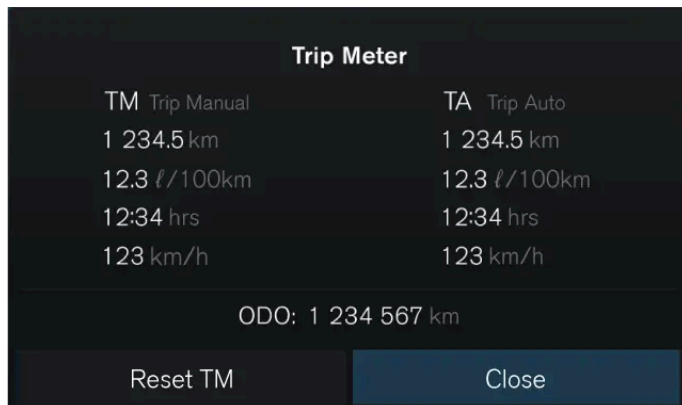 Trip Meter
TM Trip Manual TA Trip Auto
1 234.5 km 1 234.5 km
12.3 ℓ/100km 12.3 ℓ/100km
12:34 hrs 12:34 hrs
123 km/h 123 km/h
ODO: 1 234 567 km
Reset TM Close